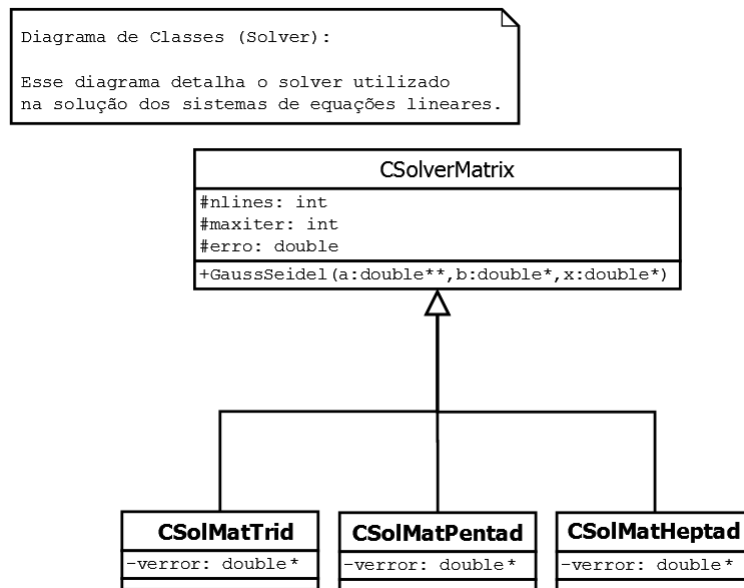 Diagrama de Classes (Solver):
Esse diagrama detalha o solver utilizado
na solução dos sistemas de equações lineares.
CSolverMatrix
#nlines: int
#maxiter: int
#erro: double
+GaussSeidel(a:double**,b:double*,x:double*)
CSolMatTrid
-verror: double*
CSolMatPentad
-verror: double*
CSolMatHeptad
-verror: double*